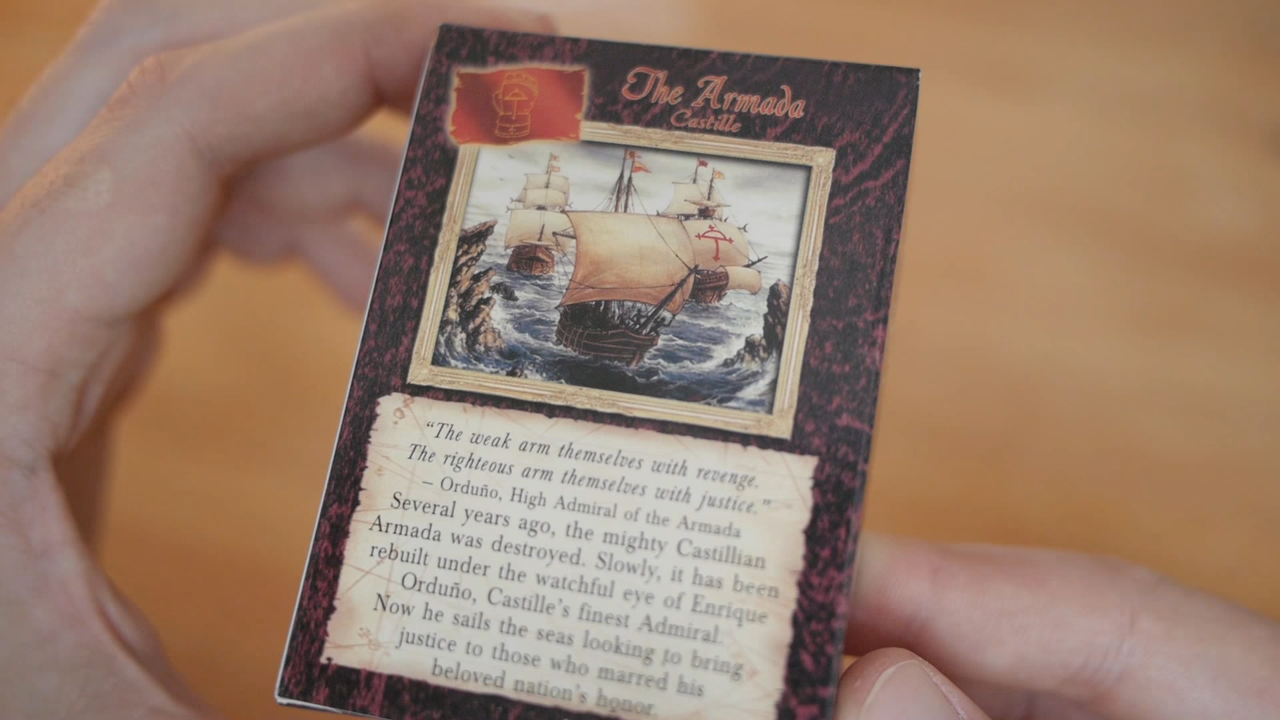 The Armada
Castille
“The weak arm themselves with revenge.
The righteous arm themselves with justice.”
– Orduño, High Admiral of the Armada
Several years ago, the mighty Castillian
Armada was destroyed. Slowly, it has been
rebuilt under the watchful eye of Enrique
Orduño, Castille's finest Admiral.
Now he sails the seas looking to bring
justice to those who marred his
beloved nation's honor.